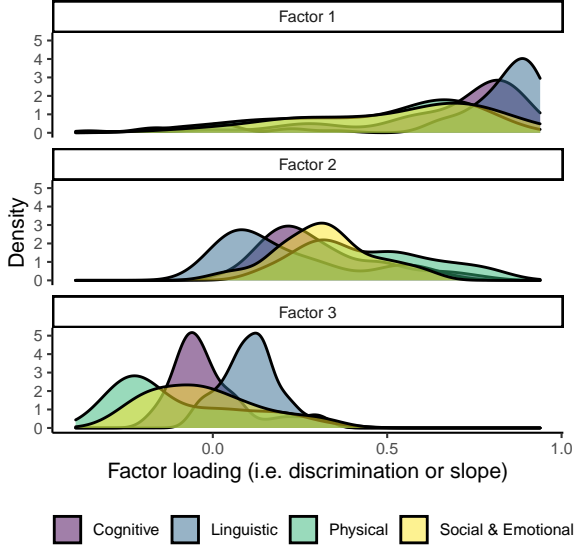 Factor 1
5
4
3
2
1
0
Factor 2
5
4
3
2
1
0
Factor 3
5
4
3
2
1
0
Density
0.0 0.5 1.0
Factor loading (i.e. discrimination or slope)
Cognitive Linguistic Physical Social & Emotional